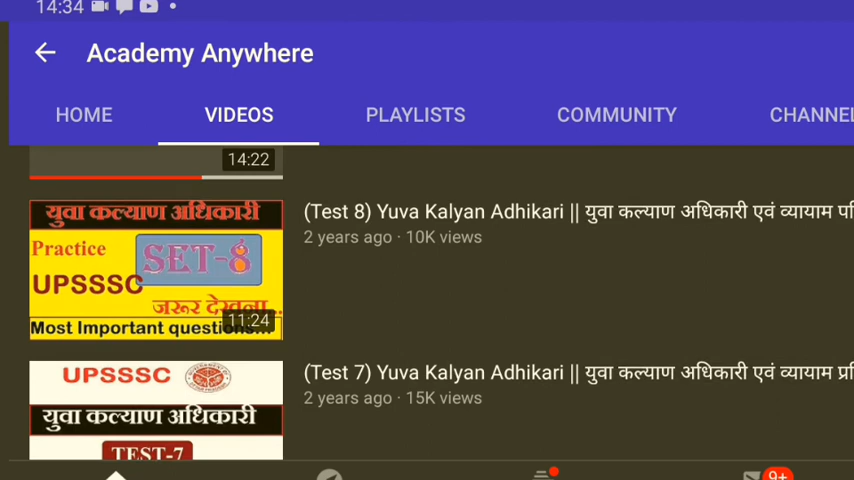 14:34
Academy Anywhere
HOME VIDEOS PLAYLISTS COMMUNITY
14:22
युवा कल्याण अधिकारी
Practice SET-8
UPSSSC
जरूर देखना..
11:24
Most Important questions...
(Test 8) Yuva Kalyan Adhikari || युवा कल्याण अधिकारी एवं व्यायाम
2 years ago · 10K views
UPSSSC
युवा कल्याण अधिकारी
TEST-7
(Test 7) Yuva Kalyan Adhikari || युवा कल्याण अधिकारी एवं व्यायाम
2 years ago · 15K views
9+